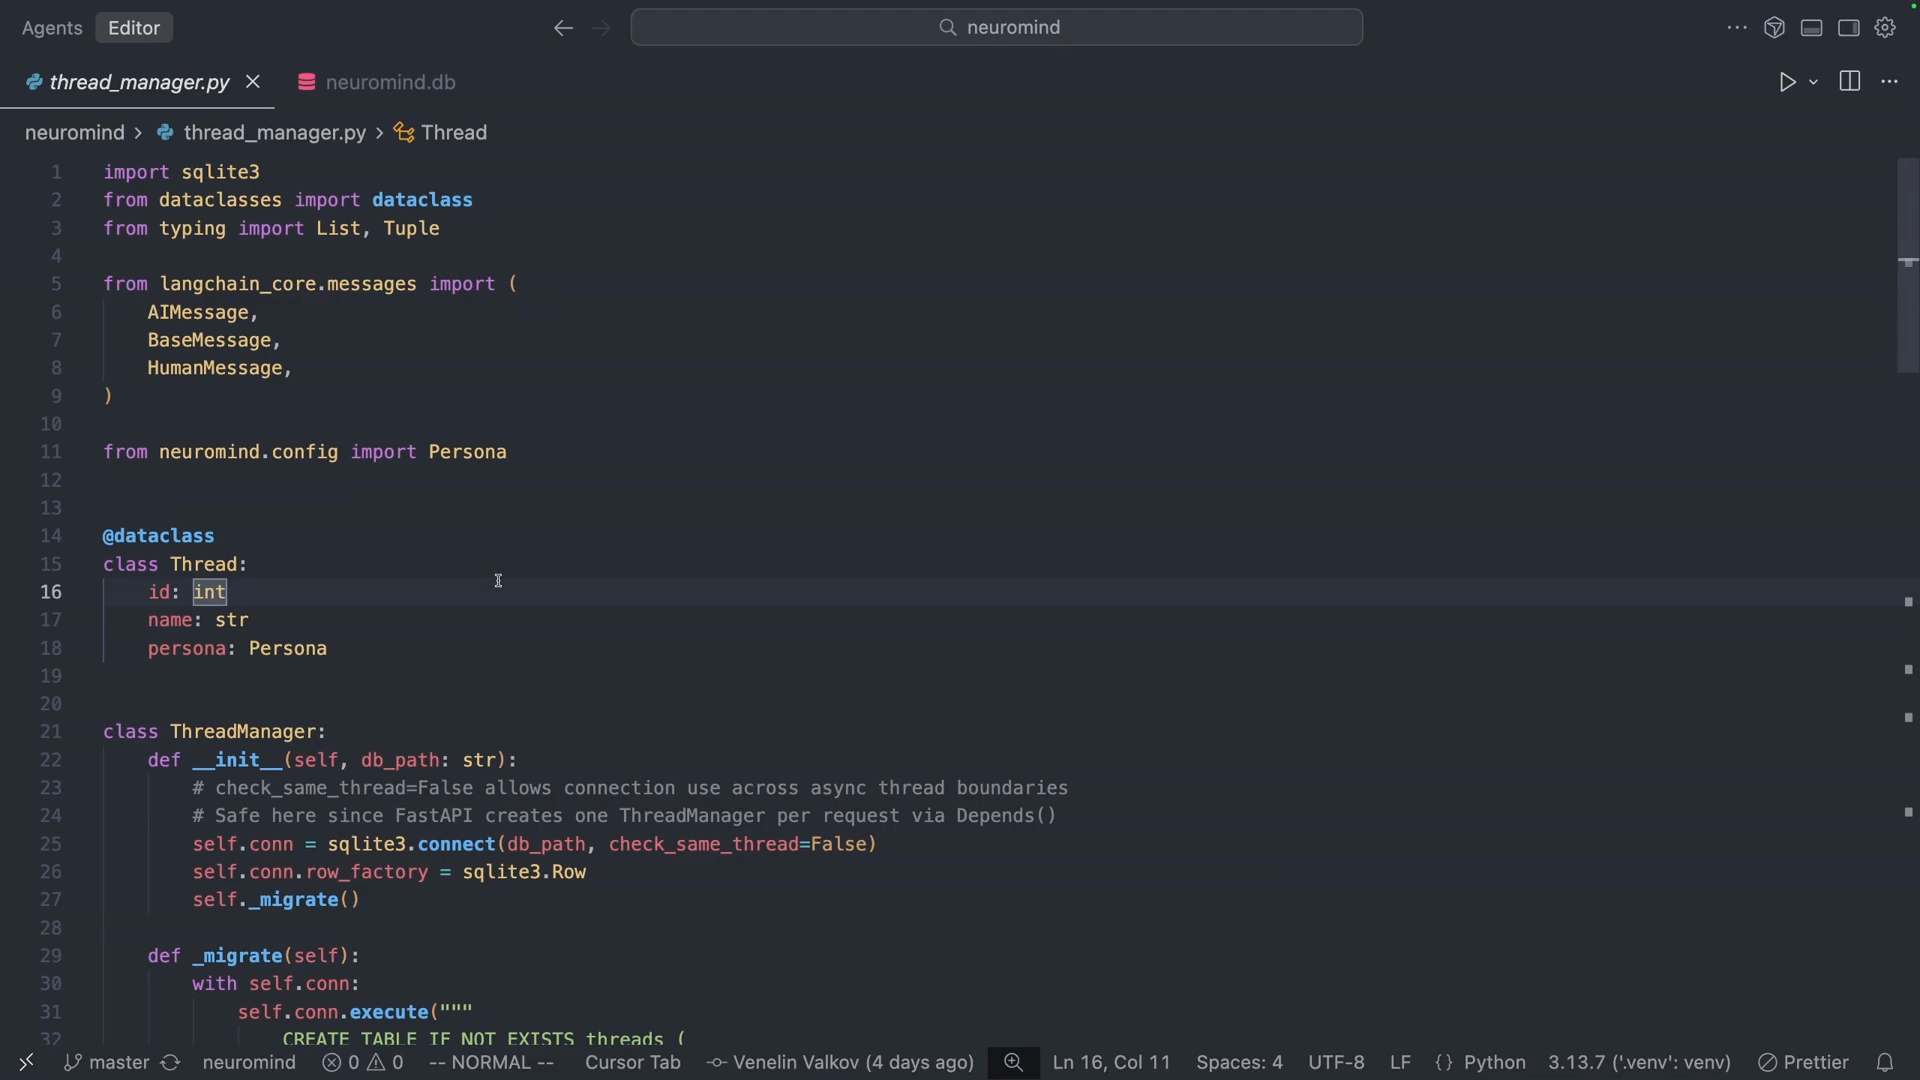 Agents Editor neuromind
thread_manager.py neuromind.db
neuromind > thread_manager.py > Thread
1 import sqlite3
2 from dataclasses import dataclass
3 from typing import List, Tuple
4
5 from langchain_core.messages import (
6 AIMessage,
7 BaseMessage,
8 HumanMessage,
9 )
10
11 from neuromind.config import Persona
12
13
14 @dataclass
15 class Thread:
16 id: int
17 name: str
18 persona: Persona
19
20
21 class ThreadManager:
22 def __init__(self, db_path: str):
23 # check_same_thread=False allows connection use across async thread boundaries
24 # Safe here since FastAPI creates one ThreadManager per request via Depends()
25 self.conn = sqlite3.connect(db_path, check_same_thread=False)
26 self.conn.row_factory = sqlite3.Row
27 self._migrate()
28
29 def _migrate(self):
30 with self.conn:
31 self.conn.execute("""
32 CREATE TABLE IF NOT EXISTS threads (
master neuromind 0 0 -- NORMAL -- Cursor Tab Venelin Valkov (4 days ago) Ln 16, Col 11 Spaces: 4 UTF-8 LF {} Python 3.13.7 ('.venv': venv) Prettier